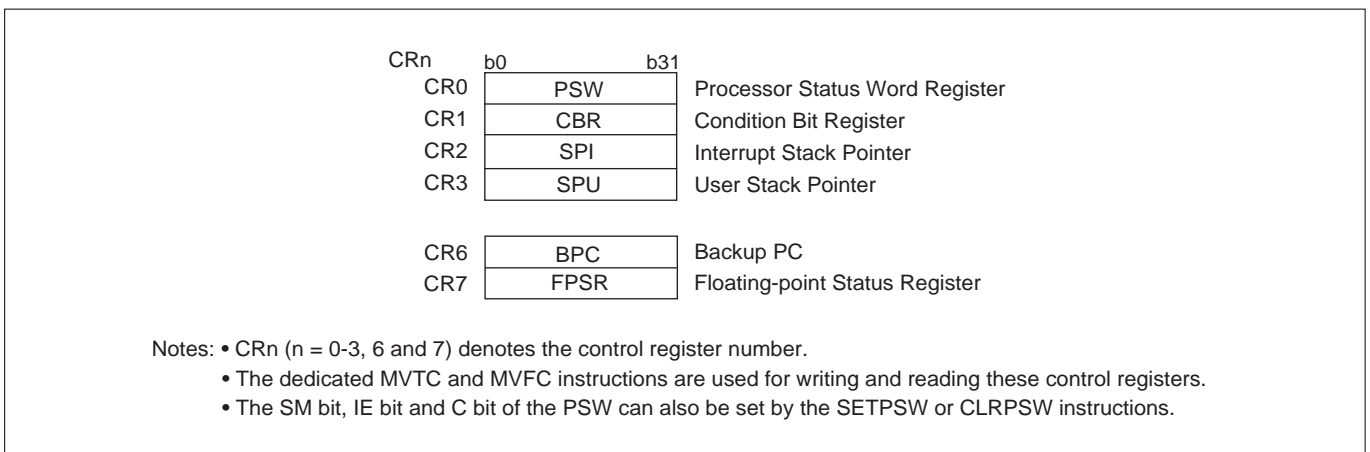 CRn b0 b31
CR0 PSW Processor Status Word Register
CR1 CBR Condition Bit Register
CR2 SPI Interrupt Stack Pointer
CR3 SPU User Stack Pointer
CR6 BPC Backup PC
CR7 FPSR Floating-point Status Register
Notes: • CRn (n = 0-3, 6 and 7) denotes the control register number.
• The dedicated MVTC and MVFC instructions are used for writing and reading these control registers.
• The SM bit, IE bit and C bit of the PSW can also be set by the SETPSW or CLRPSW instructions.